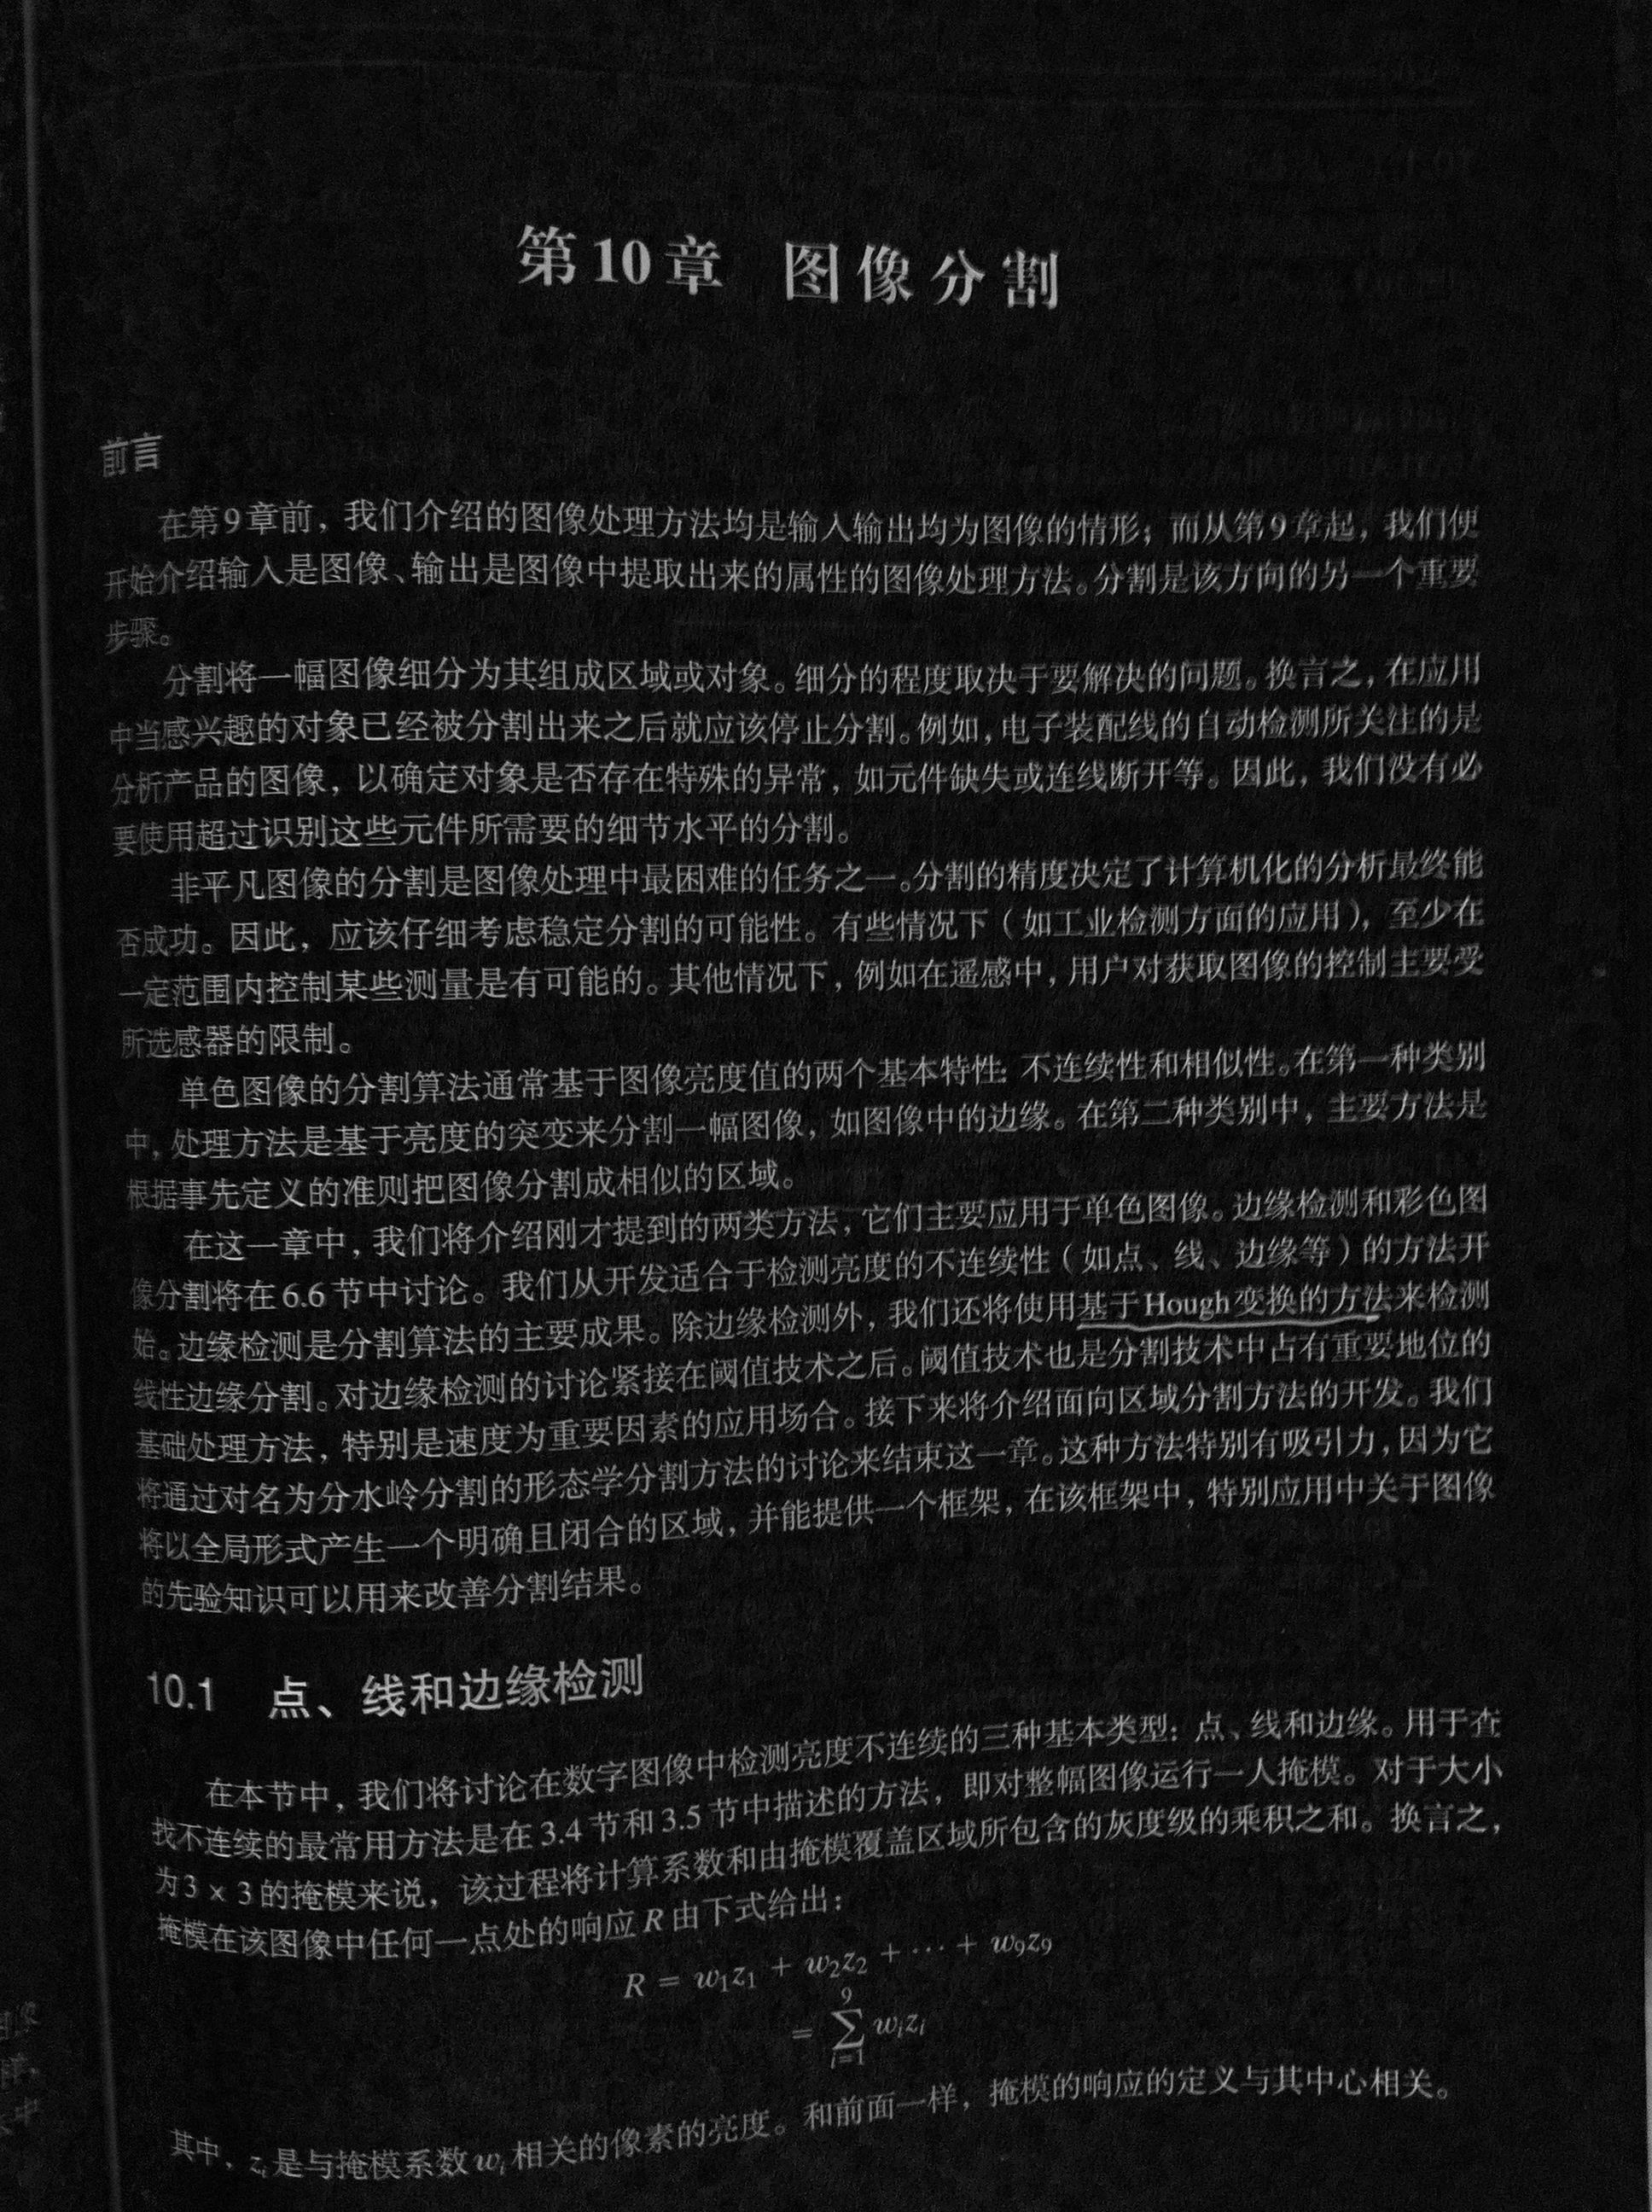 第10章 图像分割
前言
在第9章前，我们介绍的图像处理方法均是输入输出均为图像的情形；而从第9章起，我们便
开始介绍输入是图像、输出是图像中提取出来的属性的图像处理方法。分割是该方向的另一个重要
步骤。
分割将一幅图像细分为其组成区域或对象。细分的程度取决于要解决的问题。换言之，在应用
中当感兴趣的对象已经被分割出来之后就应该停止分割。例如，电子装配线的自动检测所关注的是
分析产品的图像，以确定对象是否存在特殊的异常，如元件缺失或连线断开等。因此，我们没有必
要使用超过识别这些元件所需要的细节水平的分割。
非平凡图像的分割是图像处理中最困难的任务之一。分割的精度决定了计算机化的分析最终能
否成功。因此，应该仔细考虑稳定分割的可能性。有些情况下（如工业检测方面的应用），至少在
一定范围内控制某些测量是有可能的。其他情况下，例如在遥感中，用户对获取图像的控制主要受
所选感器的限制。
单色图像的分割算法通常基于图像亮度值的两个基本特性：不连续性和相似性。在第一种类别
中，处理方法是基于亮度的突变来分割一幅图像，如图像中的边缘。在第二种类别中，主要方法是
根据事先定义的准则把图像分割成相似的区域。
在这一章中，我们将介绍刚才提到的两类方法，它们主要应用于单色图像。边缘检测和彩色图
像分割将在6.6节中讨论。我们从开发适合于检测亮度的不连续性（如点、线、边缘等）的方法开
始。边缘检测是分割算法的主要成果。除边缘检测外，我们还将使用基于Hough变换的方法来检测
线性边缘分割。对边缘检测的讨论紧接在阈值技术之后。阈值技术也是分割技术中占有重要地位的
基础处理方法，特别是速度为重要因素的应用场合。接下来将介绍面向区域分割方法的开发。我们
将通过对名为分水岭分割的形态学分割方法的讨论来结束这一章。这种方法特别有吸引力，因为它
将以全局形式产生一个明确且闭合的区域，并能提供一个框架，在该框架中，特别应用中关于图像
的先验知识可以用来改善分割结果。
10.1 点、线和边缘检测
在本节中，我们将讨论在数字图像中检测亮度不连续的三种基本类型：点、线和边缘。用于查
找不连续的最常用方法是在3.4节和3.5节中描述的方法，即对整幅图像运行一人掩模。对于大小
为3 × 3的掩模来说，该过程将计算系数和由掩模覆盖区域所包含的灰度级的乘积之和。换言之，
掩模在该图像中任何一点处的响应R由下式给出：
R = w₁z₁ + w₂z₂ + ··· + w₉z₉
= ∑ᵢ₌₁⁹ wᵢzᵢ
其中，zᵢ是与掩模系数wᵢ相关的像素的亮度。和前面一样，掩模的响应的定义与其中心相关。